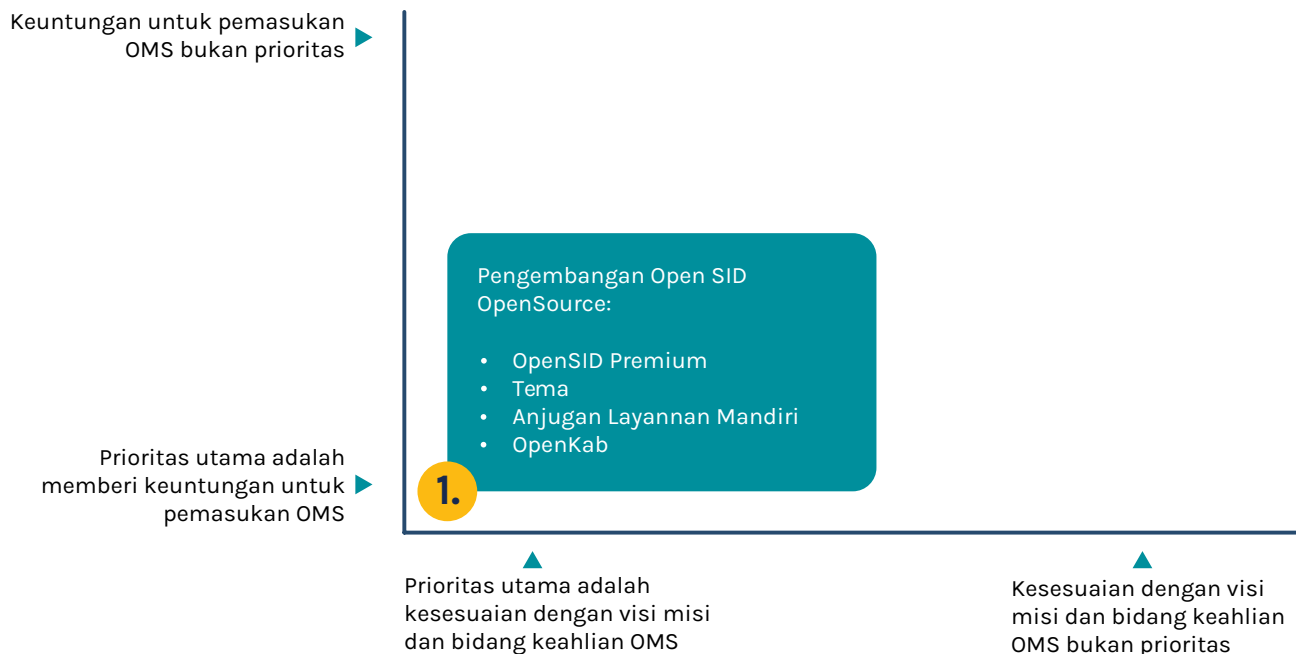 Keuntungan untuk pemasukan
OMS bukan prioritas
Pengembangan Open SID
OpenSource:
• OpenSID Premium
• Tema
• Anjugan Layannan Mandiri
• OpenKab
1.
Prioritas utama adalah
memberi keuntungan untuk
pemasukan OMS
Prioritas utama adalah
kesesuaian dengan visi misi
dan bidang keahlian OMS
Kesesuaian dengan visi
misi dan bidang keahlian
OMS bukan prioritas